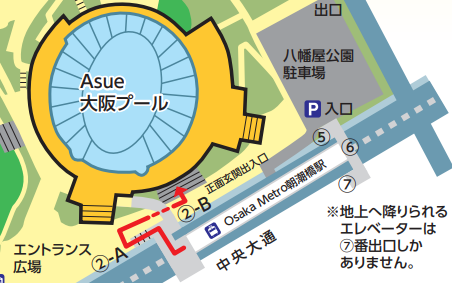 出口
八幡屋公園
駐車場
P 入口
Asue
大阪プール
⑤
⑥
⑦
正面玄関出入口
Osaka Metro朝潮橋駅
②-B
②-A
エントランス
広場
中央大通
※地上へ降りられる
エレベーターは
⑦番出口しか
ありません。